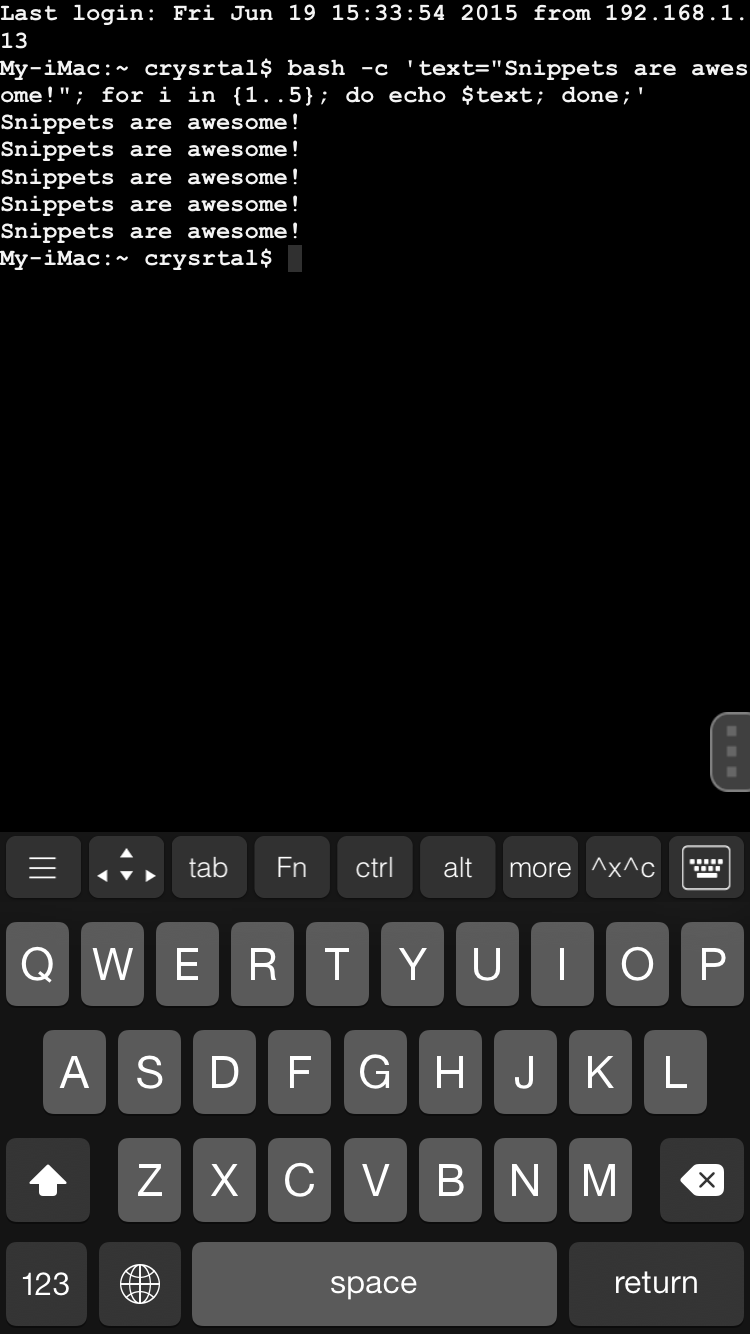 Last login: Fri Jun 19 15:33:54 2015 from 192.168.1.
13
My-iMac:~ crysrtal$ bash -c 'text="Snippets are awes
ome!"; for i in {1..5}; do echo $text; done;'
Snippets are awesome!
Snippets are awesome!
Snippets are awesome!
Snippets are awesome!
Snippets are awesome!
My-iMac:~ crysrtal$
tab Fn ctrl alt more ^x^c
Q W E R T Y U I O P
A S D F G H J K L
Z X C V B N M
123 space return